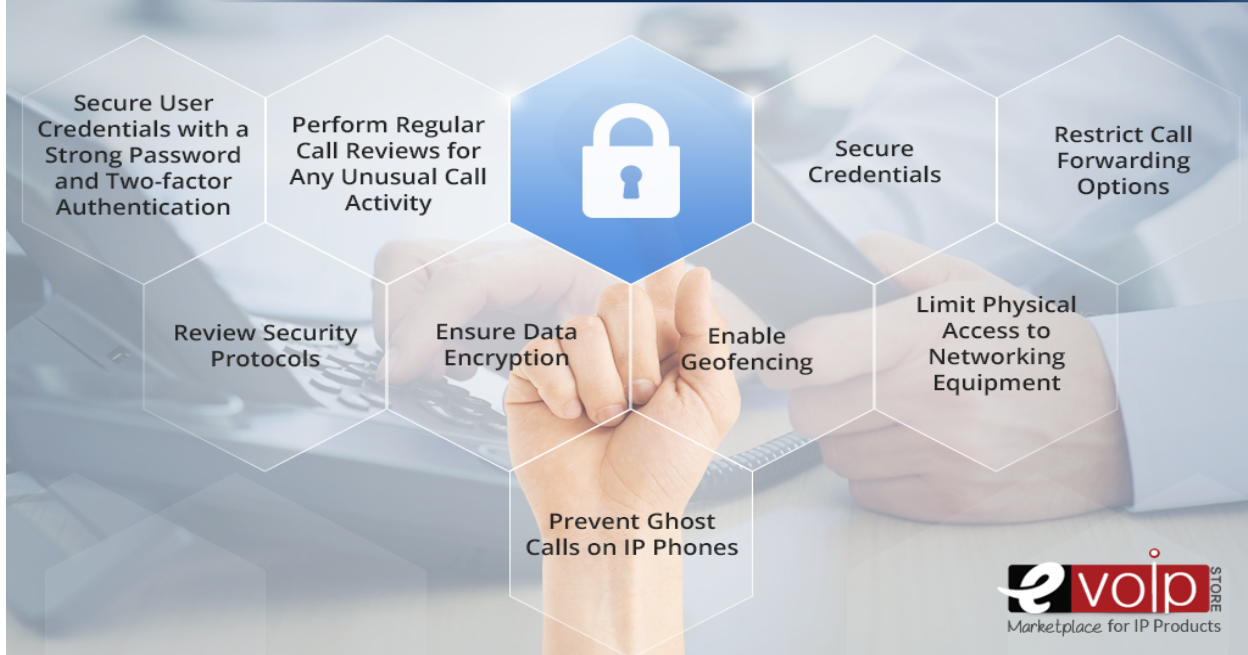 Secure User
Credentials with a
Strong Password
and Two-factor
Authentication
Perform Regular
Call Reviews for
Any Unusual Call
Activity
Secure
Credentials
Restrict Call
Forwarding
Options
Review Security
Protocols
Ensure Data
Encryption
Enable
Geofencing
Limit Physical
Access to
Networking
Equipment
Prevent Ghost
Calls on IP Phones
e voip STORE
Marketplace for IP Products